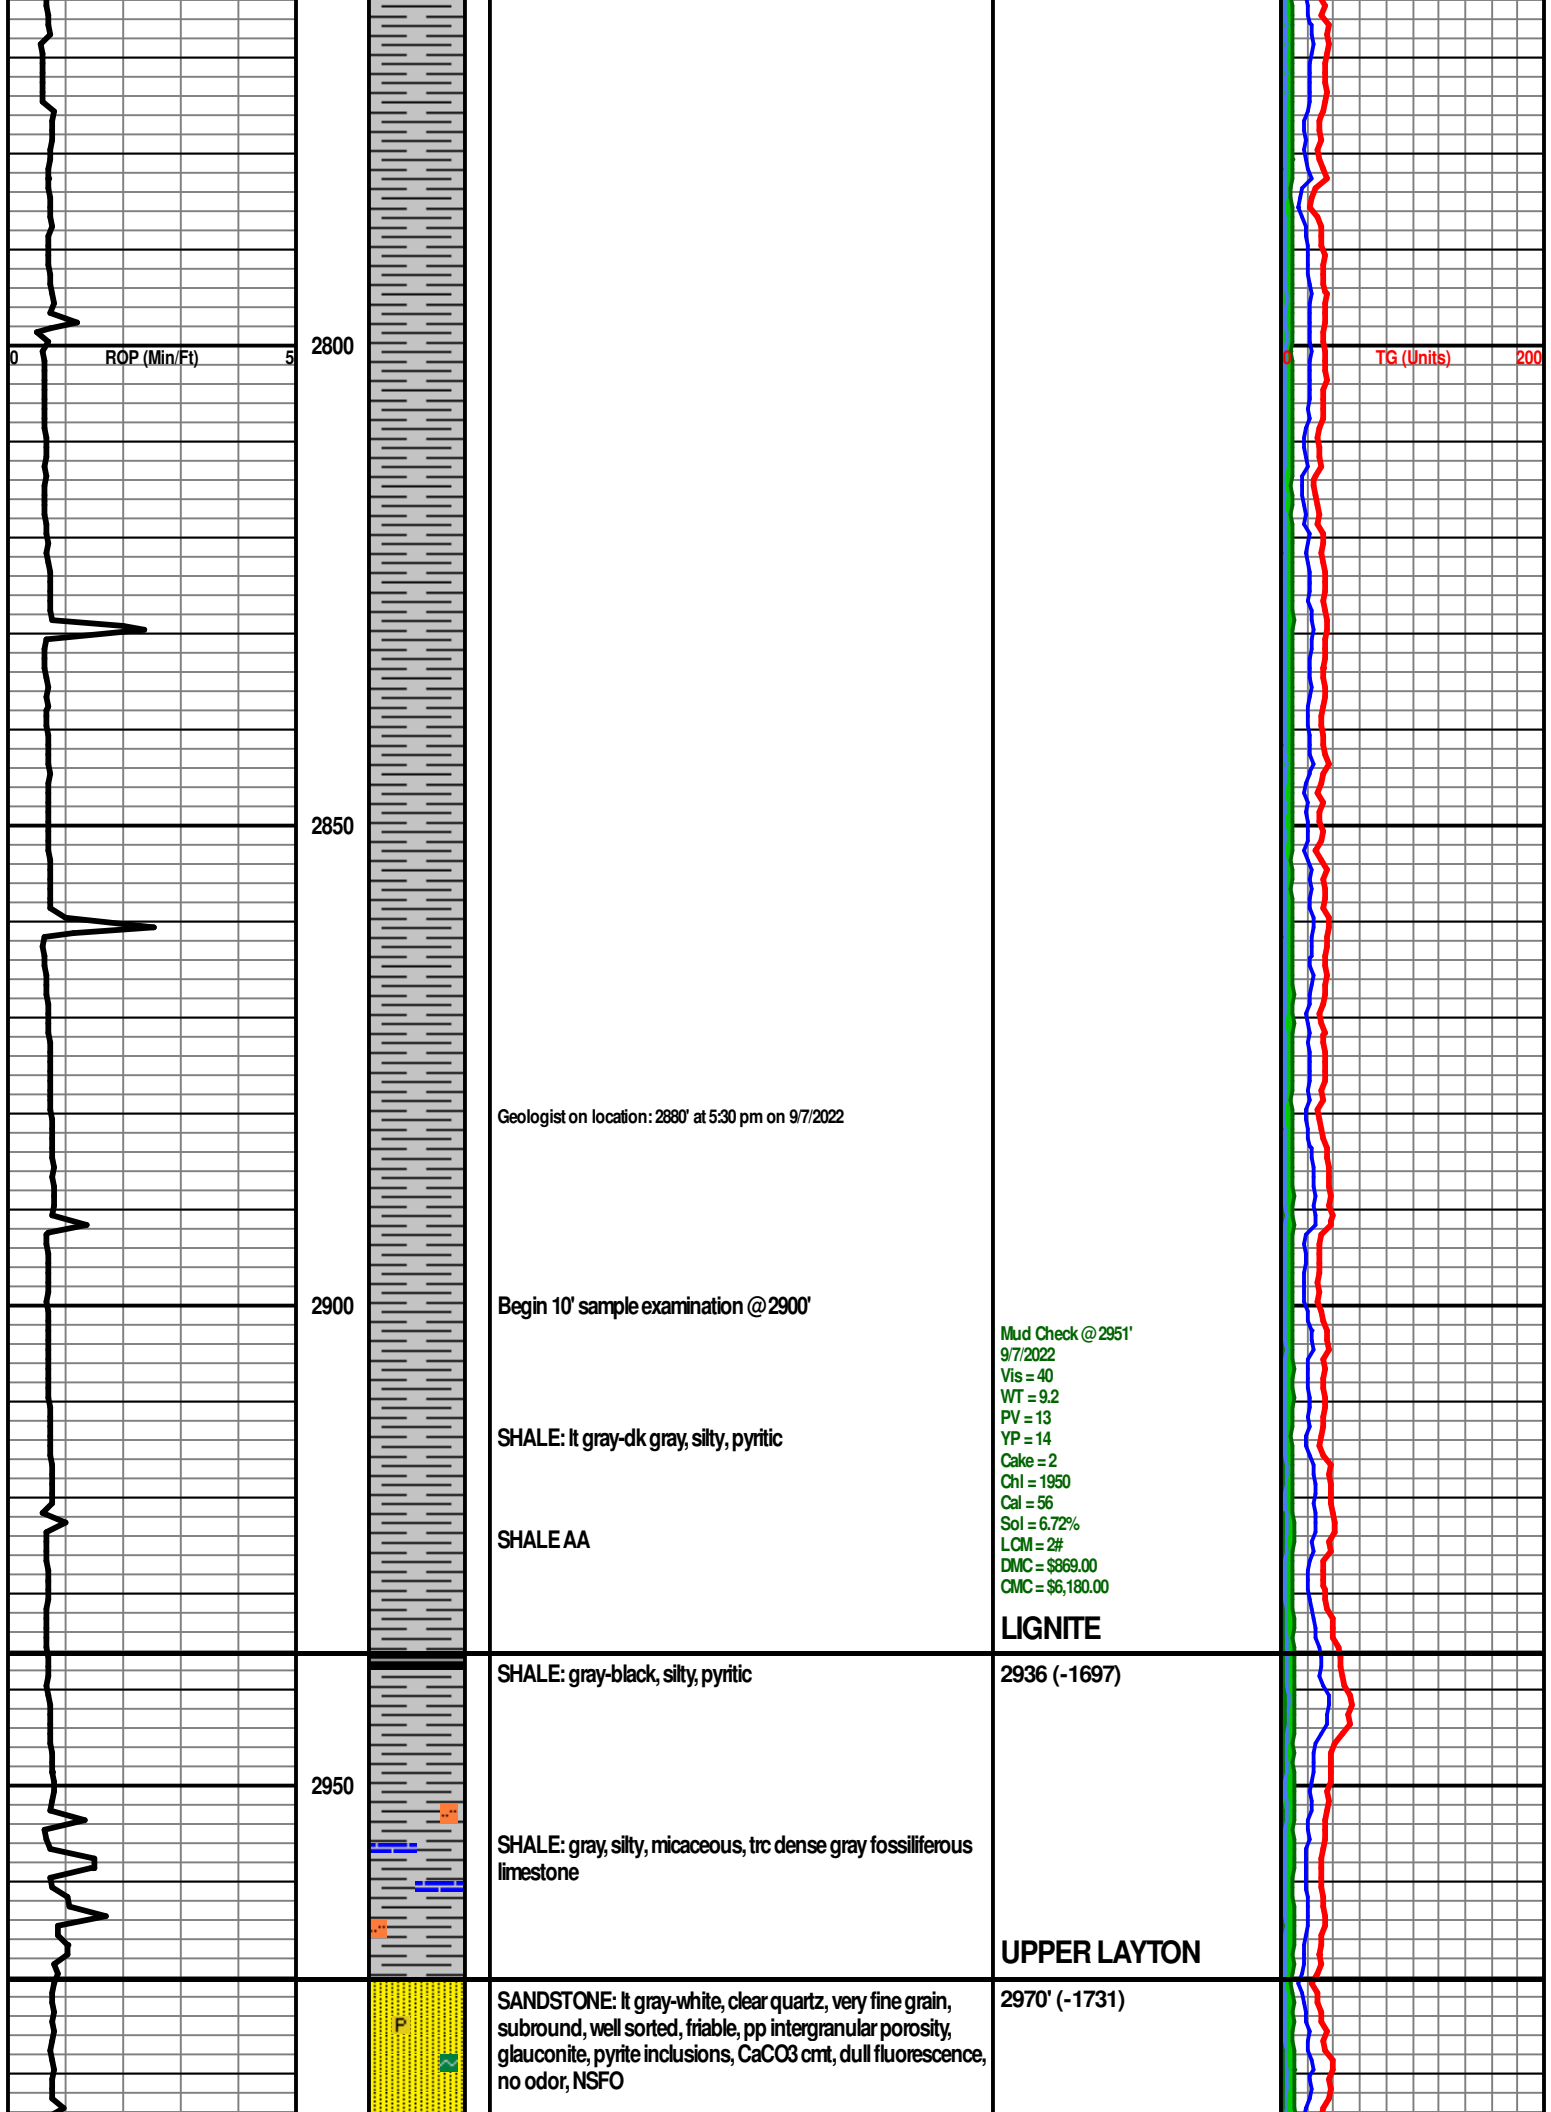 2800
0 ROP (Min/Ft) 5
0 TG (Units) 200
2850
Geologist on location: 2880' at 5:30 pm on 9/7/2022
2900
Begin 10' sample examination @ 2900'
Mud Check @ 2951'
9/7/2022
Vis = 40
WT = 9.2
PV = 13
YP = 14
Cake = 2
Chl = 1950
Cal = 56
Sol = 6.72%
LCM = 2#
DMC = $869.00
CMC = $6,180.00
SHALE: lt gray-dk gray, silty, pyritic
SHALE AA
LIGNITE
SHALE: gray-black, silty, pyritic
2936 (-1697)
2950
SHALE: gray, silty, micaceous, trc dense gray fossiliferous
limestone
UPPER LAYTON
SANDSTONE: lt gray-white, clear quartz, very fine grain,
subround, well sorted, friable, pp intergranular porosity,
glauconite, pyrite inclusions, CaCO3 cmt, dull fluorescence,
no odor, NSFO
2970' (-1731)
P